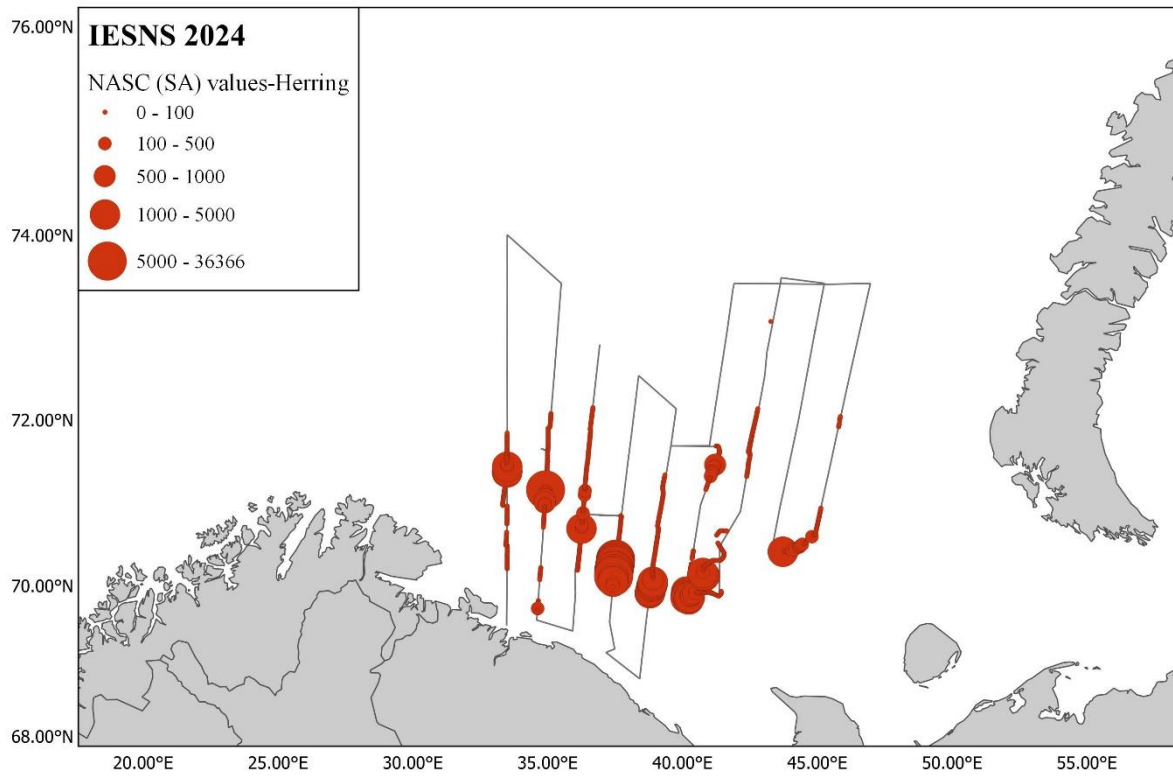 IESNS 2024
NASC (SA) values-Herring
0 - 100
100 - 500
500 - 1000
1000 - 5000
5000 - 36366
76.00°N
74.00°N
72.00°N
70.00°N
68.00°N
20.00°E 25.00°E 30.00°E 35.00°E 40.00°E 45.00°E 50.00°E 55.00°E